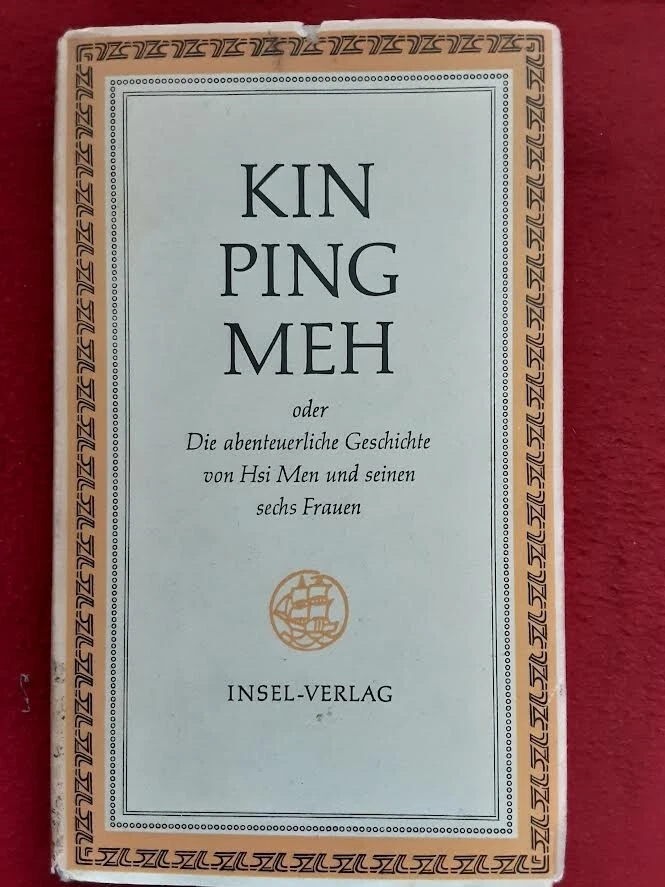 KIN
PING
MEH
oder
Die abenteuerliche Geschichte
von Hsi Men und seinen
sechs Frauen
INSEL-VERLAG